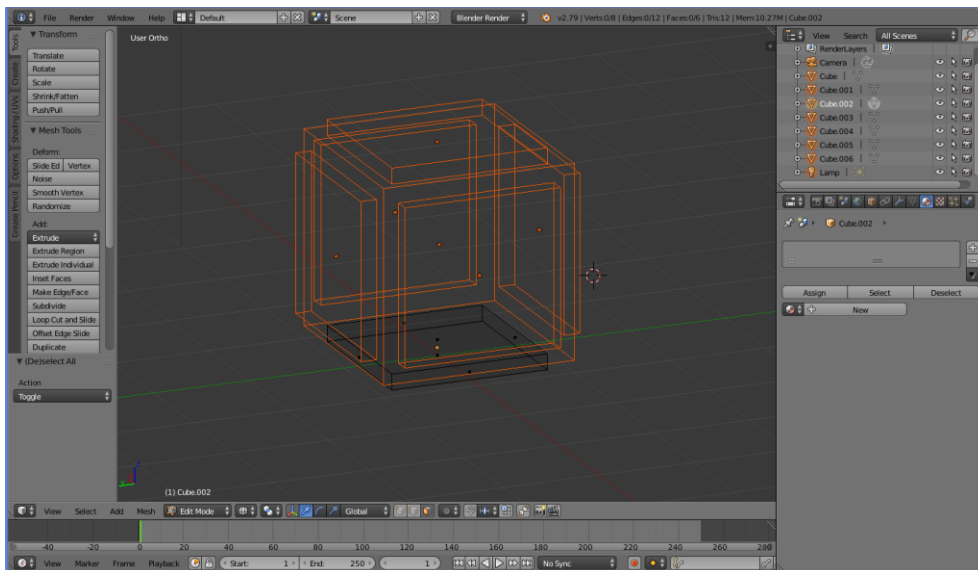 File Render Window Help Default Scene Blender Render v2.79 | Verts:0/8 | Edges:0/12 | Faces:0/6 | Tris:12 | Mem:10.27M | Cube.002
Tools
Create
Shading / UVs
Options
Grease Pencil
Transform
Translate
Rotate
Scale
Shrink/Fatten
Push/Pull
Mesh Tools
Deform:
Slide Ed Vertex
Noise
Smooth Vertex
Randomize
Add:
Extrude
Extrude Region
Extrude Individual
Inset Faces
Make Edge/Face
Subdivide
Loop Cut and Slide
Offset Edge Slide
Duplicate
(De)select All
Action
Toggle
User Ortho
(1) Cube.002
View Select Add Mesh Edit Mode Global
-40 -20 0 20 40 60 80 100 120 140 160 180 200 220 240 260 280
View Marker Frame Playback Start: 1 End: 250 1 No Sync
View Search All Scenes
RenderLayers
Camera
Cube
Cube.001
Cube.002
Cube.003
Cube.004
Cube.005
Cube.006
Lamp
Cube.002
Assign Select Deselect
New